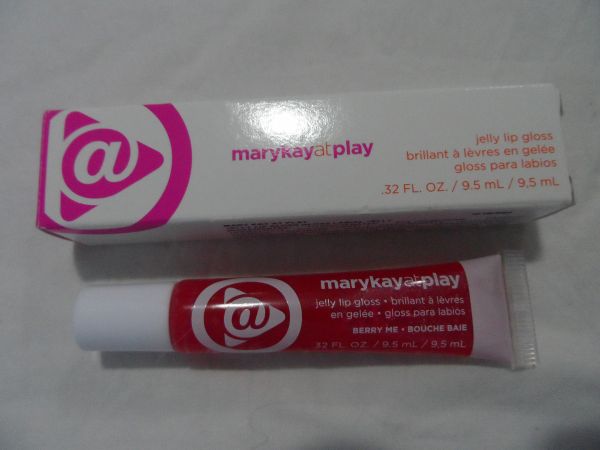 @
marykayatplay
jelly lip gloss
brillant à lèvres en gelée
gloss para labios
.32 FL. OZ. / 9.5 mL / 9,5 mL
@
marykayatplay
jelly lip gloss • brillant à lèvres
en gelée • gloss para labios
BERRY ME • BOUCHE BAIE
.32 FL. OZ. / 9.5 mL / 9,5 mL